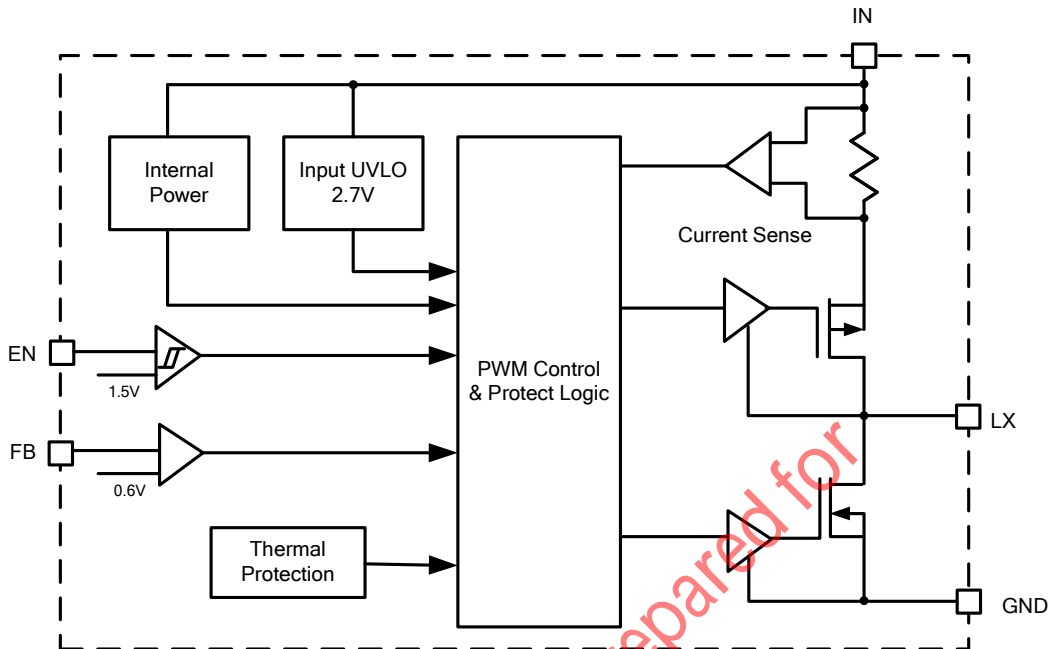 IN
Internal
Power
Input UVLO
2.7V
Current Sense
EN
1.5V
PWM Control
& Protect Logic
LX
FB
0.6V
Thermal
Protection
GND
repared for